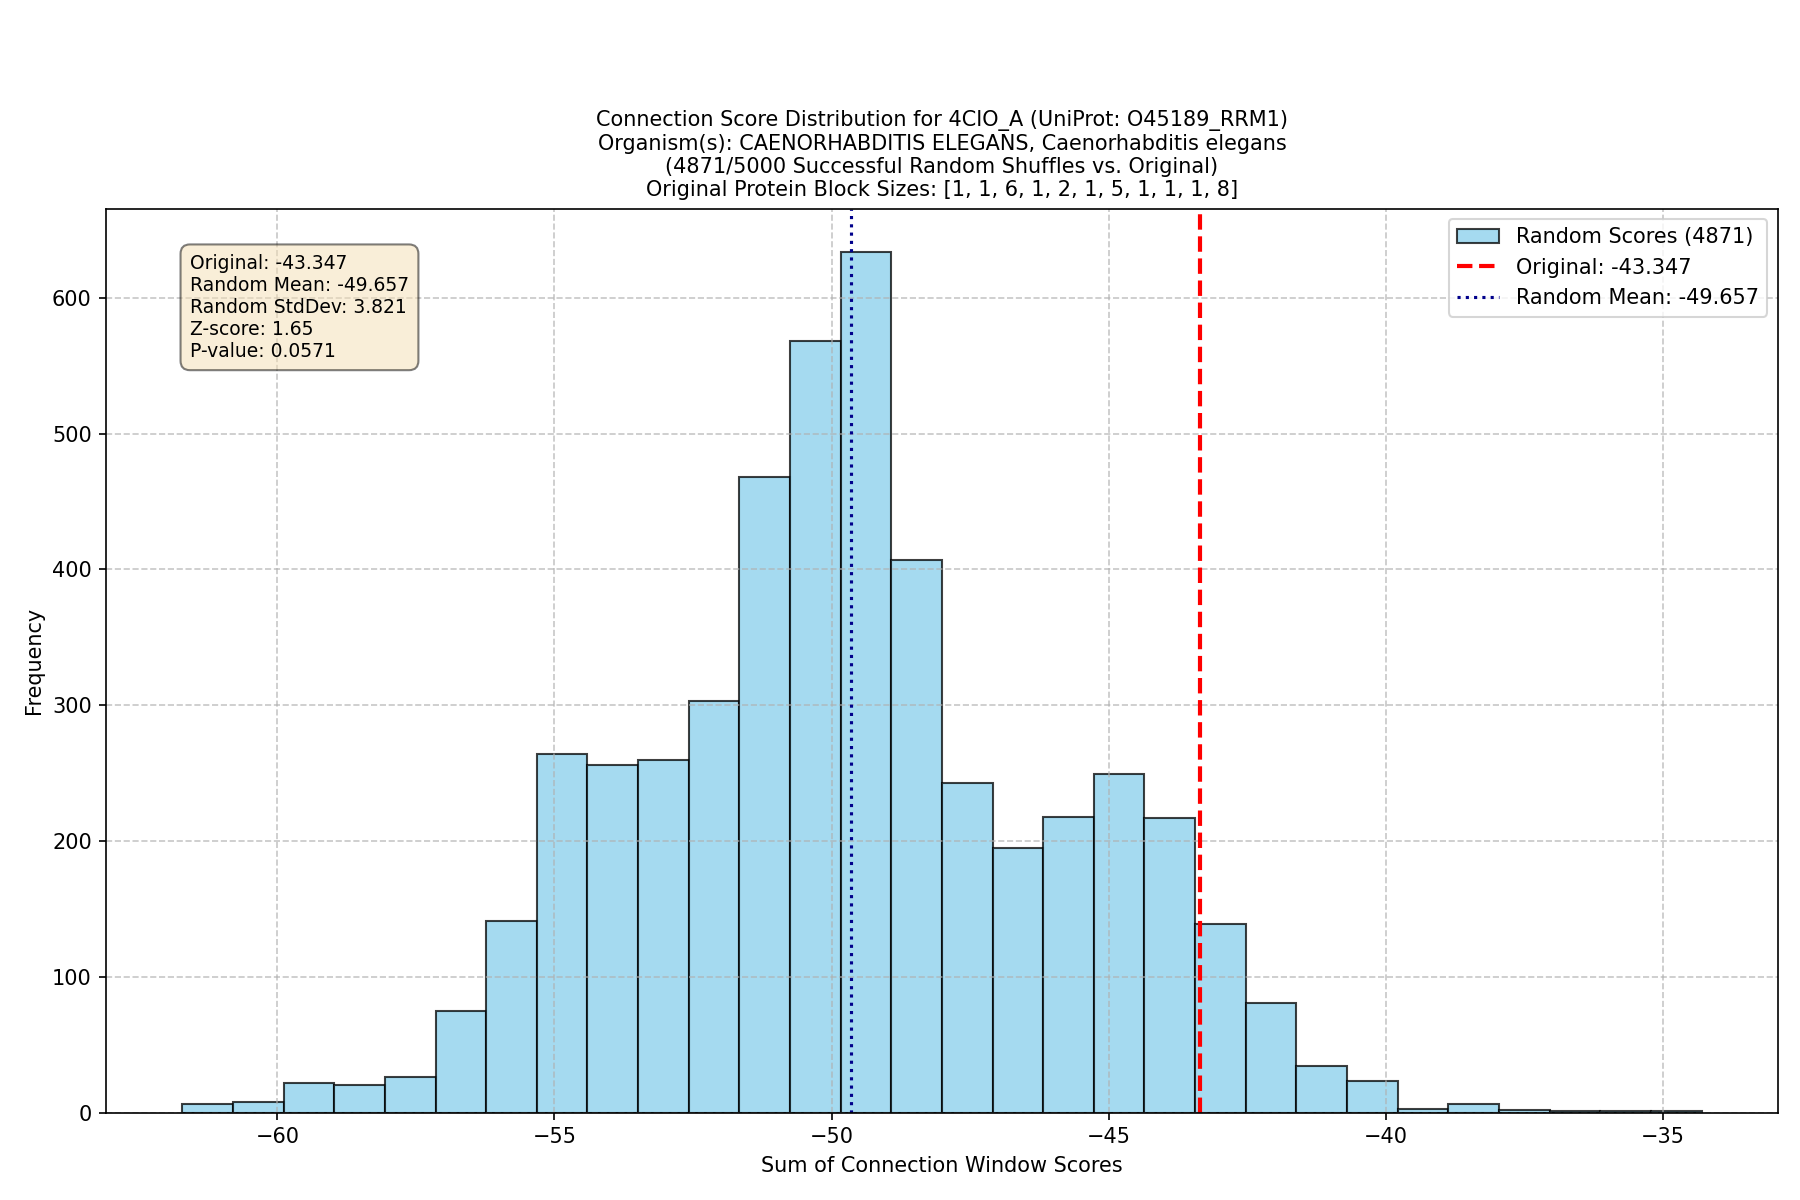 Connection Score Distribution for 4CIO_A (UniProt: O45189_RRM1)
Organism(s): CAENORHABDITIS ELEGANS, Caenorhabditis elegans
(4871/5000 Successful Random Shuffles vs. Original)
Original Protein Block Sizes: [1, 1, 6, 1, 2, 1, 5, 1, 1, 1, 8]
Original: -43.347
Random Mean: -49.657
Random StdDev: 3.821
Z-score: 1.65
P-value: 0.0571
Random Scores (4871)
Original: -43.347
Random Mean: -49.657
Frequency
600
500
400
300
200
100
0
−60 −55 −50 −45 −40 −35
Sum of Connection Window Scores